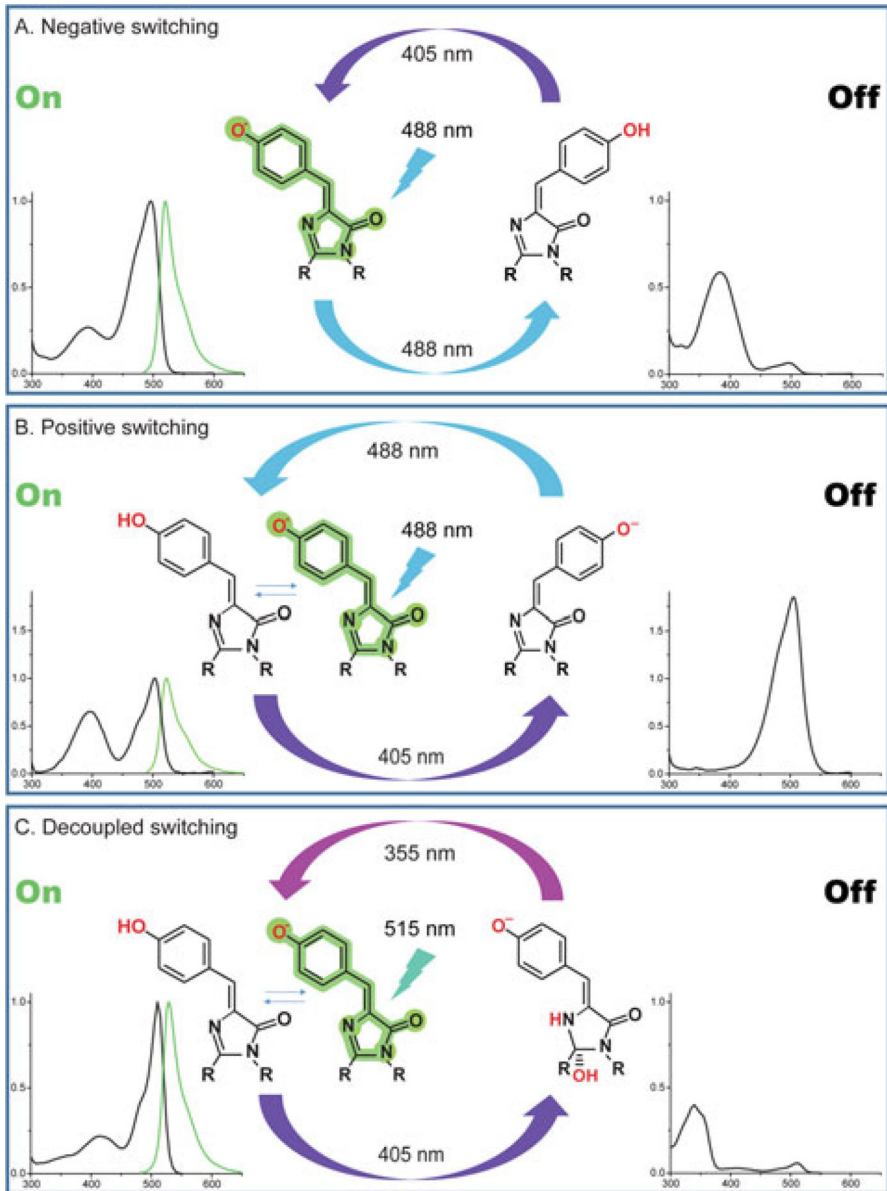 A. Negative switching
405 nm
On
Off
488 nm
O⁻
OH
N
O
N
R
R
N
O
N
R
R
488 nm
1.0
0.5
0.0
300 400 500 600
1.0
0.5
0.0
300 400 500 600
B. Positive switching
488 nm
On
Off
HO
O⁻
488 nm
O⁻
N
O
N
R
R
N
O
N
R
R
N
O
N
R
R
405 nm
1.5
1.0
0.5
0.0
300 400 500 600
1.5
1.0
0.5
0.0
300 400 500 600
C. Decoupled switching
355 nm
On
Off
HO
O⁻
515 nm
O⁻
N
O
N
R
R
N
O
N
R
R
HN
O
N
R
R
OH
405 nm
1.0
0.5
0.0
300 400 500 600
1.0
0.5
0.0
300 400 500 600